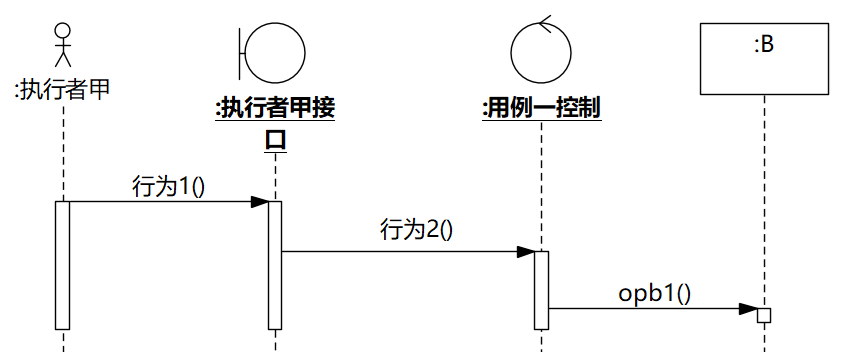 :执行者甲
:执行者甲接
口
:用例一控制
:B
行为1()
行为2()
opb1()